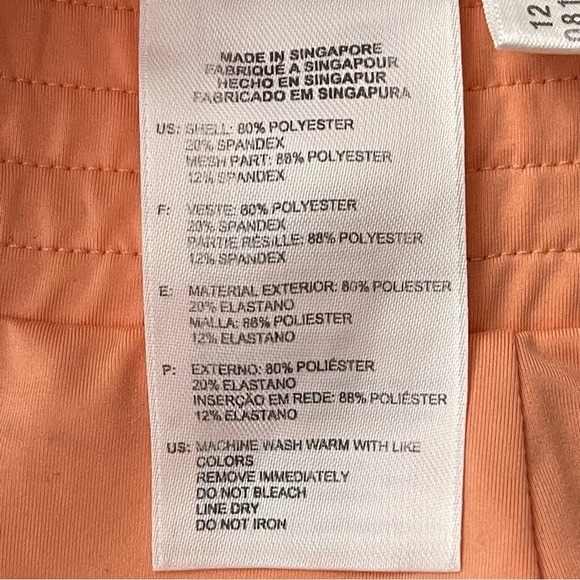 MADE IN SINGAPORE
FABRIQUÉ A SINGAPOUR
HECHO EN SINGAPUR
FABRICADO EM SINGAPURA
US: SHELL: 80% POLYESTER
20% SPANDEX
MESH PART: 88% POLYESTER
12% SPANDEX
F: VESTE: 80% POLYESTER
20% SPANDEX
PARTIE RÉSILLE: 88% POLYESTER
12% SPANDEX
E: MATERIAL EXTERIOR: 80% POLIESTER
20% ELASTANO
MALLA: 88% POLIESTER
12% ELASTANO
P: EXTERNO: 80% POLIÉSTER
20% ELASTANO
INSERÇÃO EM REDE: 88% POLIÉSTER
12% ELASTANO
US: MACHINE WASH WARM WITH LIKE
COLORS
REMOVE IMMEDIATELY
DO NOT BLEACH
LINE DRY
DO NOT IRON
12